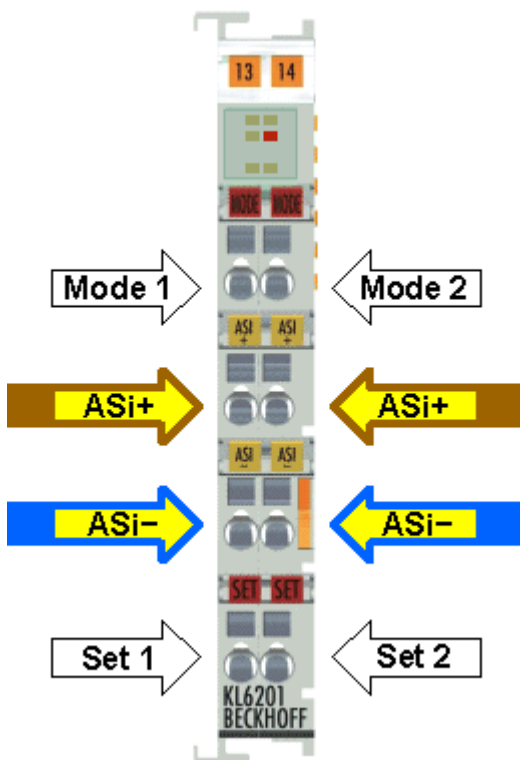 13 14
MODE MODE
Mode 1 Mode 2
ASI + ASI +
ASi+ ASi+
ASI - ASI -
ASi− ASi−
SET SET
Set 1 Set 2
KL6201
BECKHOFF